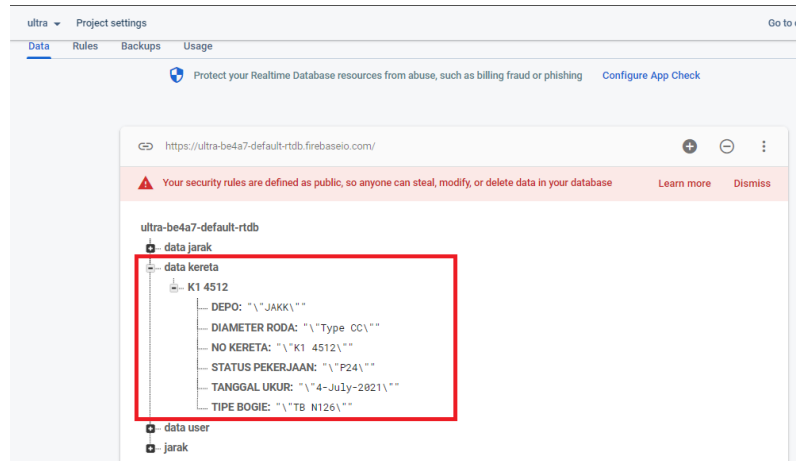 ultra Project settings Go to
Data Rules Backups Usage
Protect your Realtime Database resources from abuse, such as billing fraud or phishing Configure App Check
https://ultra-be4a7-default-rtdb.firebaseio.com/
Your security rules are defined as public, so anyone can steal, modify, or delete data in your database Learn more Dismiss
ultra-be4a7-default-rtdb
data jarak
data kereta
K1 4512
DEPO: "\"JAKK\""
DIAMETER RODA: "\"Type CC\""
NO KERETA: "\"K1 4512\""
STATUS PEKERJAAN: "\"P24\""
TANGGAL UKUR: "\"4-July-2021\""
TIPE BOGIE: "\"TB N126\""
data user
jarak